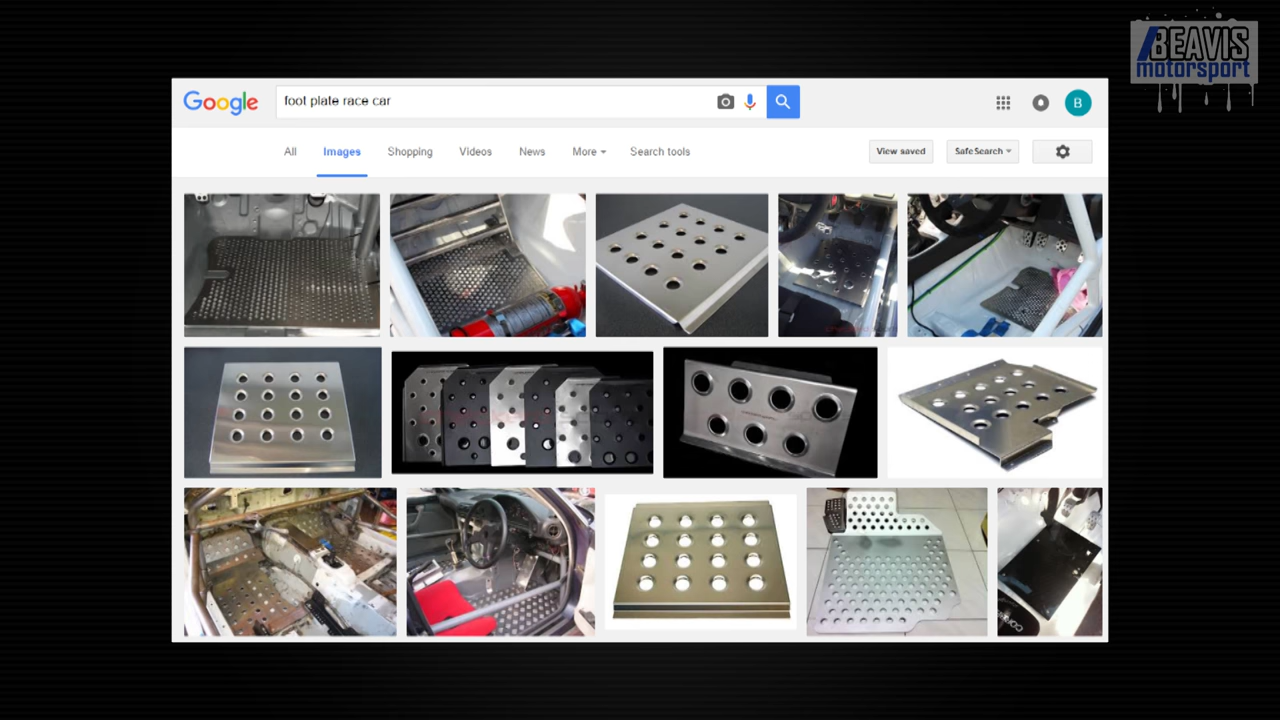 BEAVIS
motorsport
Google
foot plate race car
B
All
Images
Shopping
Videos
News
More
Search tools
View saved
SafeSearch